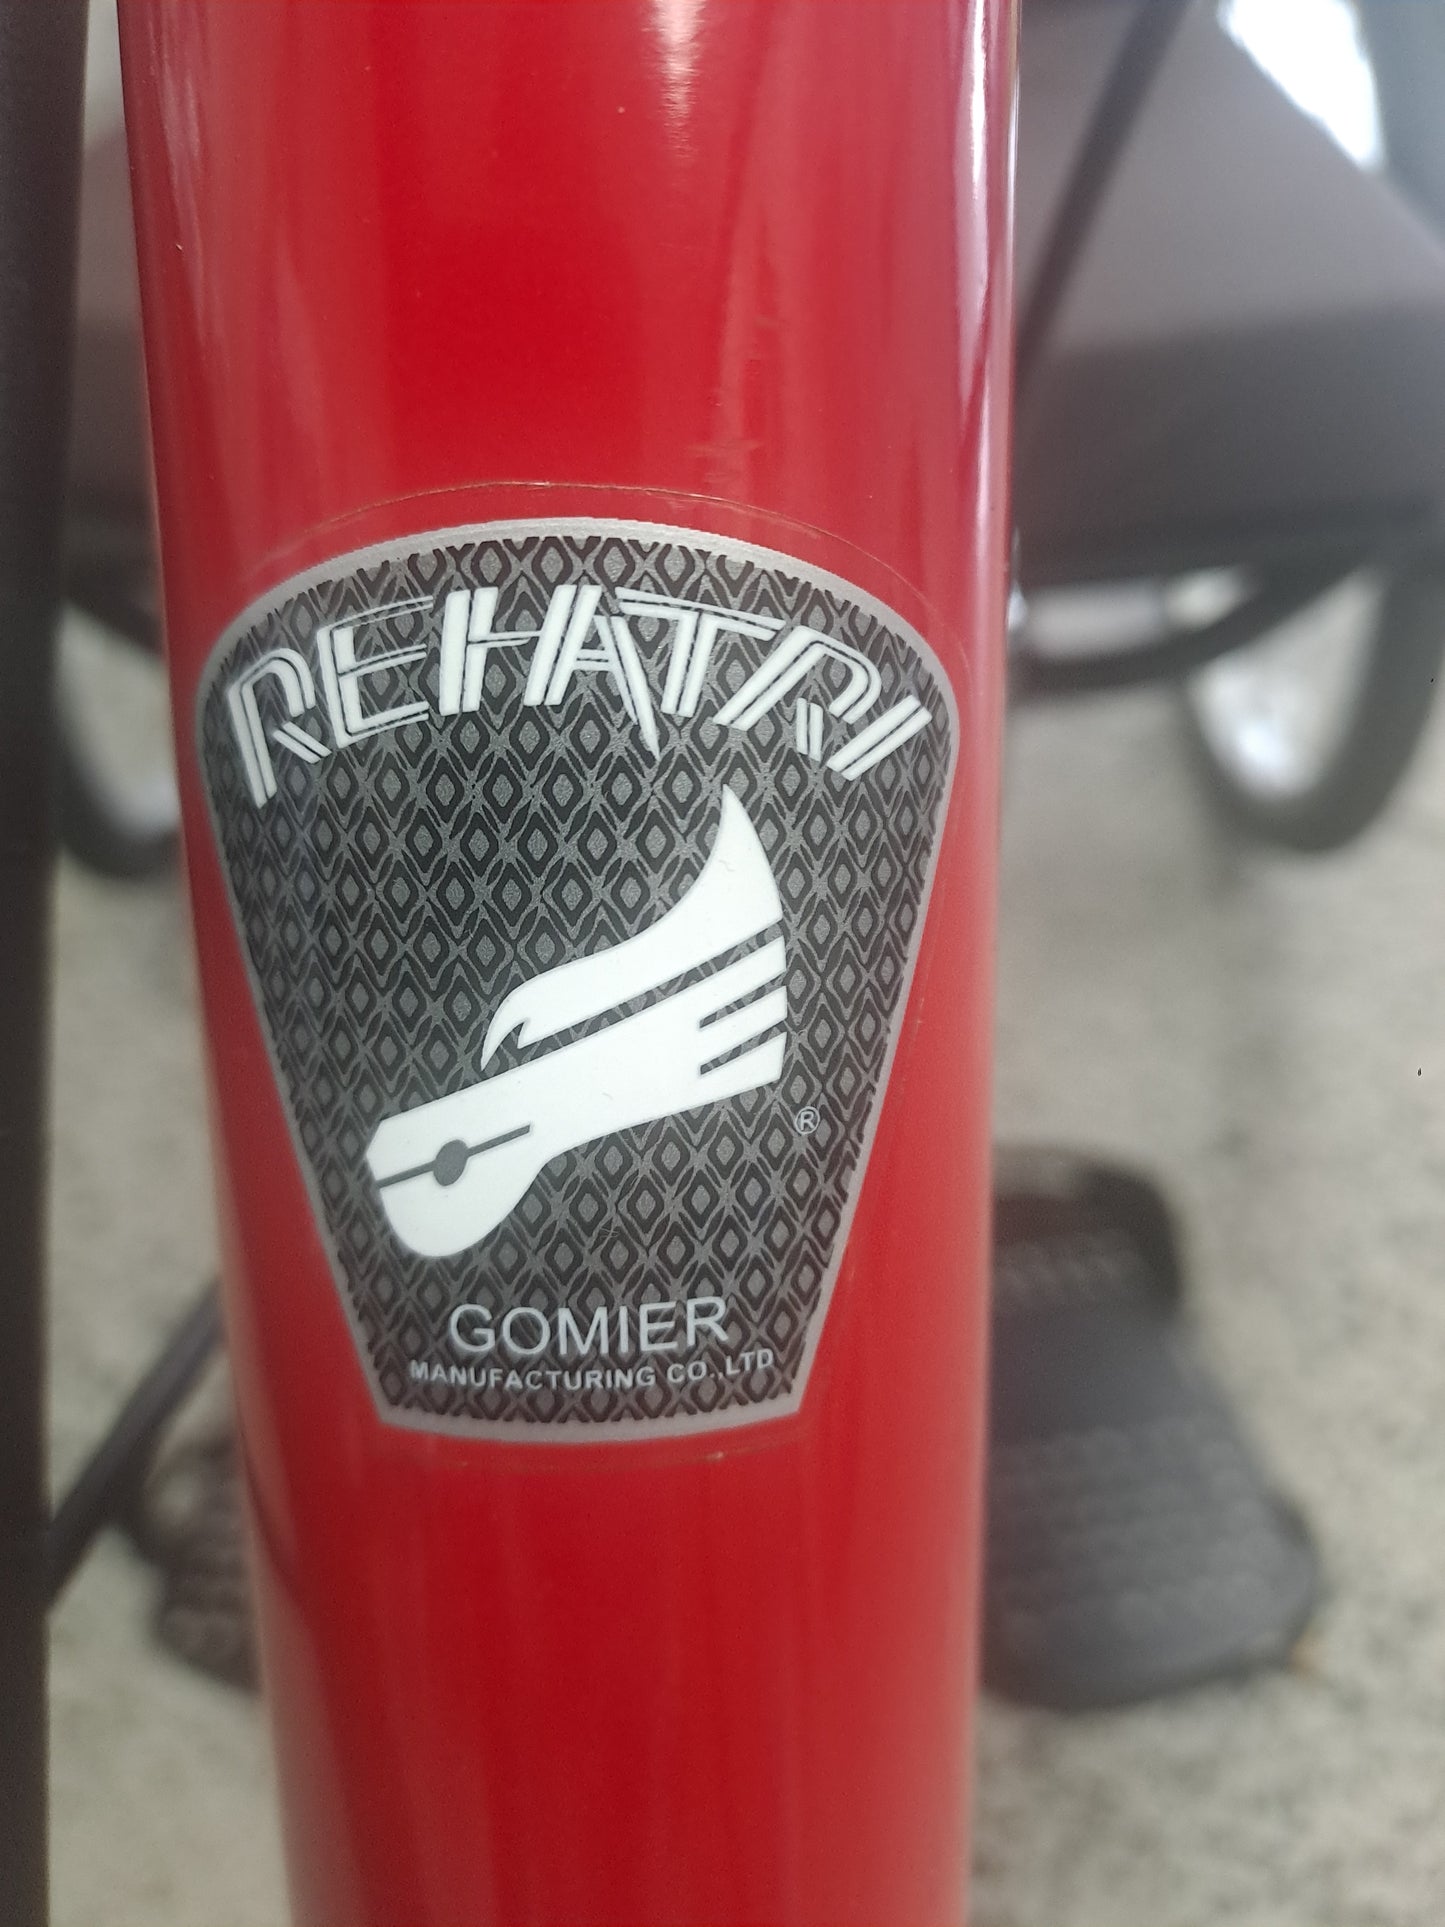 REHATRI
®
GOMIER
MANUFACTURING CO.,LTD